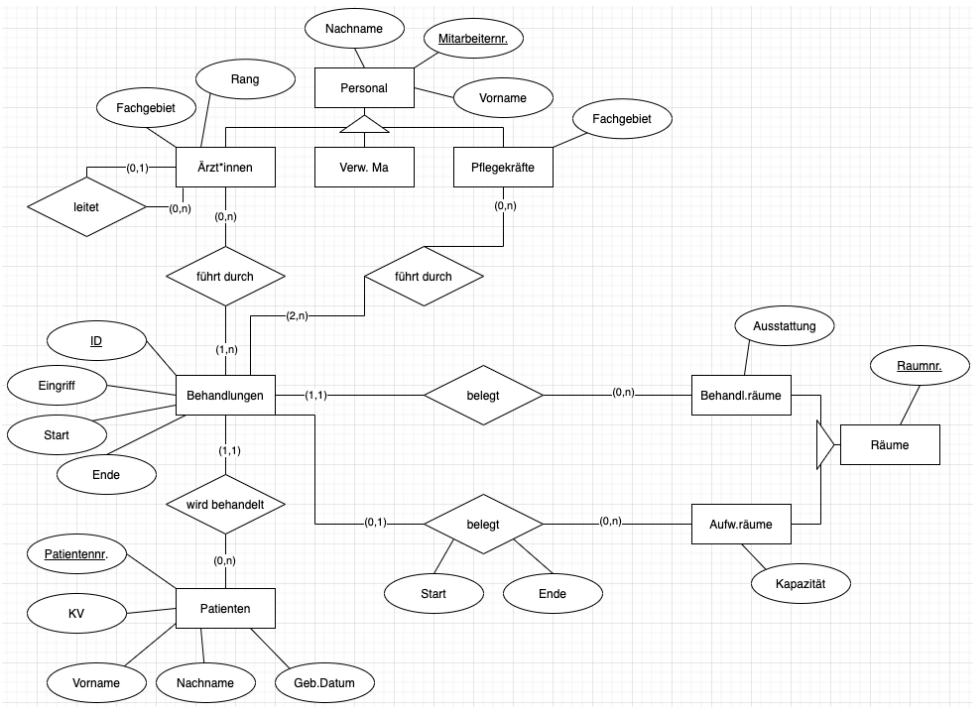 Nachname
Mitarbeiternr.
Rang
Personal
Vorname
Fachgebiet
Fachgebiet
(0,1)
Ärzt*innen
Verw. Ma
Pflegekräfte
leitet
(0,n)
(0,n)
(0,n)
führt durch
führt durch
(2,n)
Ausstattung
ID
(1,n)
Raumnr.
Eingriff
Behandlungen
(1,1)
belegt
(0,n)
Behandl.räume
Start
Räume
(1,1)
Ende
wird behandelt
(0,1)
belegt
(0,n)
Aufw.räume
Patientennr.
(0,n)
Start
Ende
Kapazität
KV
Patienten
Vorname
Nachname
Geb.Datum